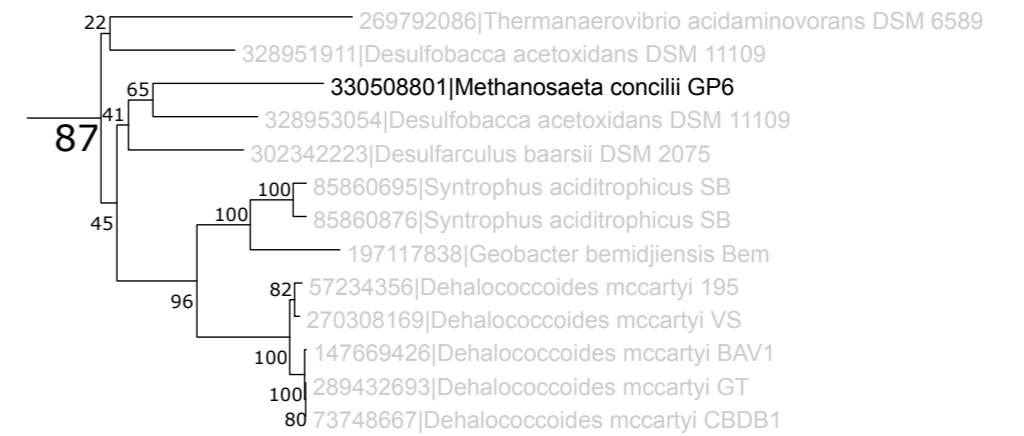 22
269792086|Thermanaerovibrio acidaminovorans DSM 6589
328951911|Desulfobacca acetoxidans DSM 11109
65
330508801|Methanosaeta concilii GP6
87
41
328953054|Desulfobacca acetoxidans DSM 11109
302342223|Desulfarculus baarsii DSM 2075
100
85860695|Syntrophus aciditrophicus SB
45
100
85860876|Syntrophus aciditrophicus SB
197117838|Geobacter bemidjiensis Bem
96
82
57234356|Dehalococcoides mccartyi 195
270308169|Dehalococcoides mccartyi VS
100
147669426|Dehalococcoides mccartyi BAV1
100
289432693|Dehalococcoides mccartyi GT
80
73748667|Dehalococcoides mccartyi CBDB1